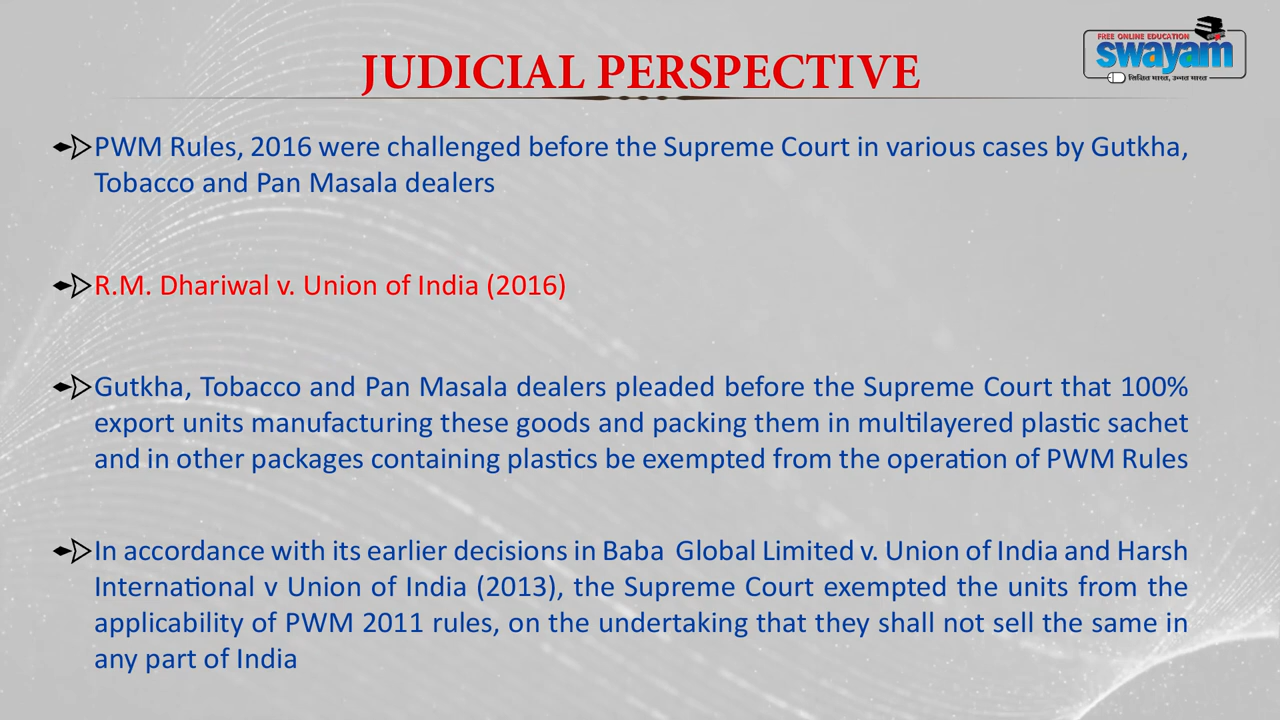 FREE ONLINE EDUCATION
swayam
शिक्षित भारत, उन्नत भारत
JUDICIAL PERSPECTIVE
PWM Rules, 2016 were challenged before the Supreme Court in various cases by Gutkha,
Tobacco and Pan Masala dealers
R.M. Dhariwal v. Union of India (2016)
Gutkha, Tobacco and Pan Masala dealers pleaded before the Supreme Court that 100%
export units manufacturing these goods and packing them in multilayered plastic sachet
and in other packages containing plastics be exempted from the operation of PWM Rules
In accordance with its earlier decisions in Baba Global Limited v. Union of India and Harsh
International v Union of India (2013), the Supreme Court exempted the units from the
applicability of PWM 2011 rules, on the undertaking that they shall not sell the same in
any part of India